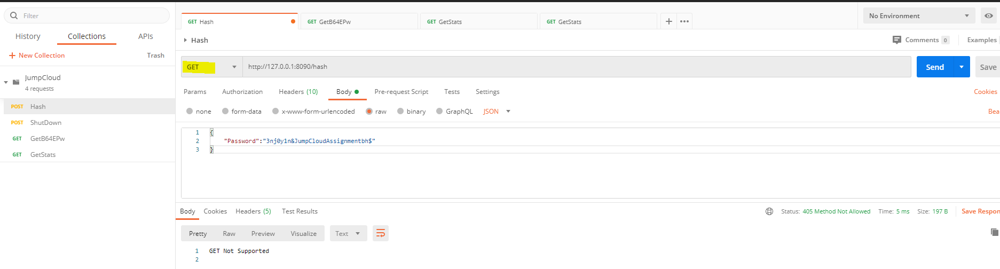 Filter
History Collections APIs
+ New Collection Trash
JumpCloud
4 requests
POST Hash
POST ShutDown
GET GetB64EPw
GET GetStats
GET Hash GET GetB64EPw GET GetStats GET GetStats + •••
No Environment
Hash
Comments 0 Examples
GET http://127.0.0.1:8090/hash Send Save
Params Authorization Headers (10) Body Pre-request Script Tests Settings Cookies
none form-data x-www-form-urlencoded raw binary GraphQL JSON Bea
1 {
2 "Password":"3nj0y1n&JumpCloudAssignmentbh$"
3 }
Body Cookies Headers (5) Test Results Status: 405 Method Not Allowed Time: 5 ms Size: 197 B Save Respon
Pretty Raw Preview Visualize Text
1 GET Not Supported
2